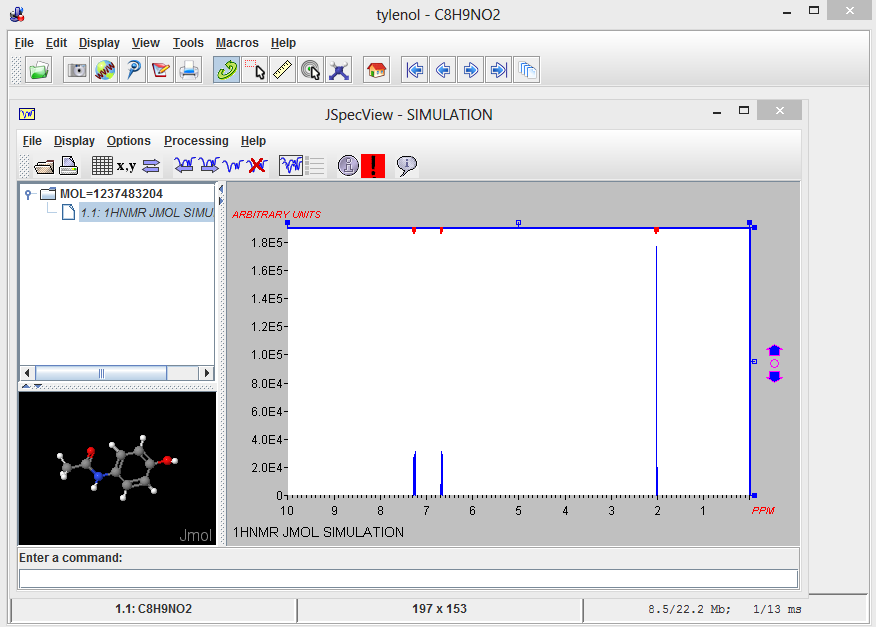 tylenol - C8H9NO2
File Edit Display View Tools Macros Help
JSpecView - SIMULATION
File Display Options Processing Help
x,y
MOL=1237483204
1.1: 1HNMR JMOL SIMU
ARBITRARY UNITS
1.8E5
1.6E5
1.4E5
1.2E5
1.0E5
8.0E4
6.0E4
4.0E4
2.0E4
0
10 9 8 7 6 5 4 3 2 1 PPM
1HNMR JMOL SIMULATION
Jmol
Enter a command:
1.1: C8H9NO2 197 x 153 8.5/22.2 Mb; 1/13 ms